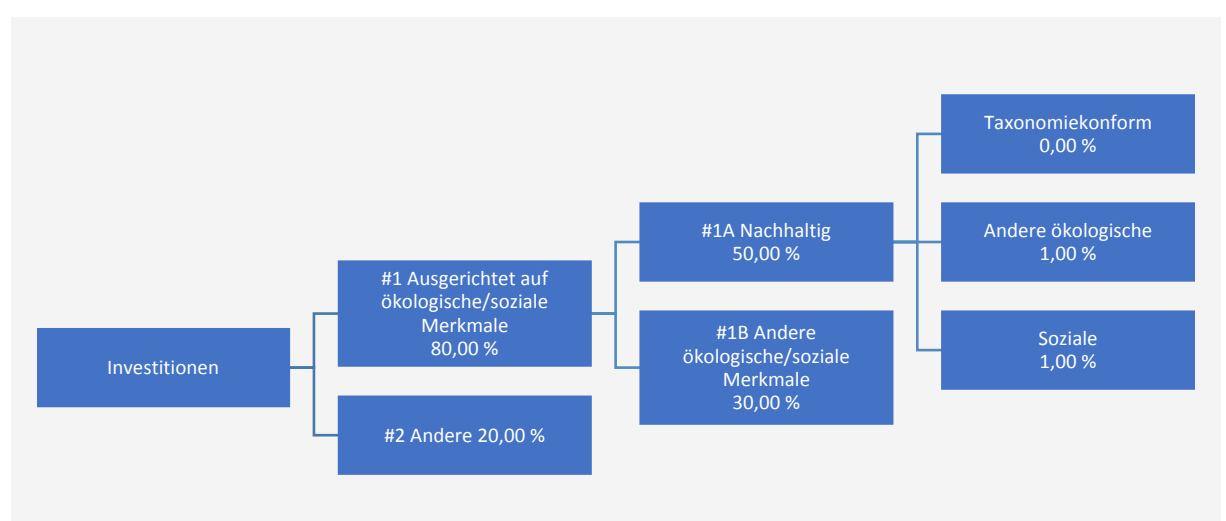 Investitionen
#1 Ausgerichtet auf
ökologische/soziale
Merkmale
80,00 %
#2 Andere 20,00 %
#1A Nachhaltig
50,00 %
#1B Andere
ökologische/soziale
Merkmale
30,00 %
Taxonomiekonform
0,00 %
Andere ökologische
1,00 %
Soziale
1,00 %